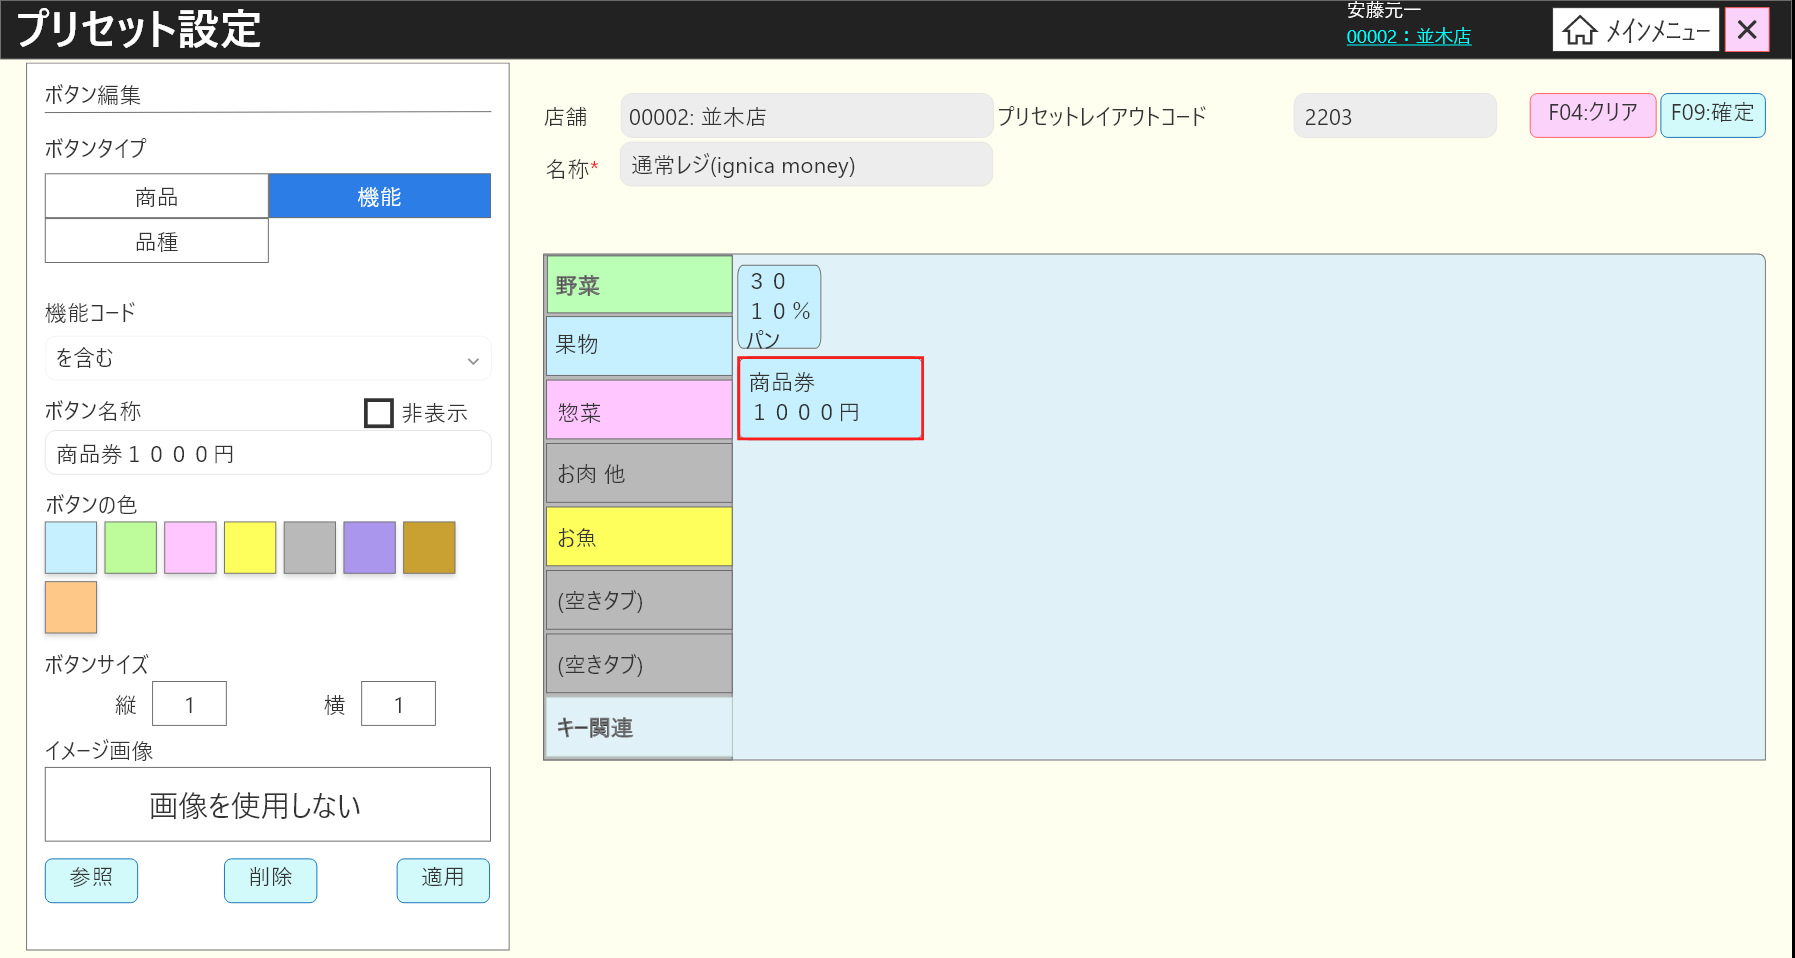 プリセット設定
安藤元一
00002：並木店
メインメニュー
ボタン編集
ボタンタイプ
商品
機能
品種
機能コード
を含む
ボタン名称
非表示
商品券１０００円
ボタンの色
ボタンサイズ
縦
1
横
1
イメージ画像
画像を使用しない
参照
削除
適用
店舗
00002: 並木店
プリセットレイアウトコード
2203
F04:クリア
F09:確定
名称*
通常レジ(ignica money)
野菜
果物
惣菜
お肉 他
お魚
(空きタブ)
(空きタブ)
キー関連
３０
１０％
パン
商品券
１０００円